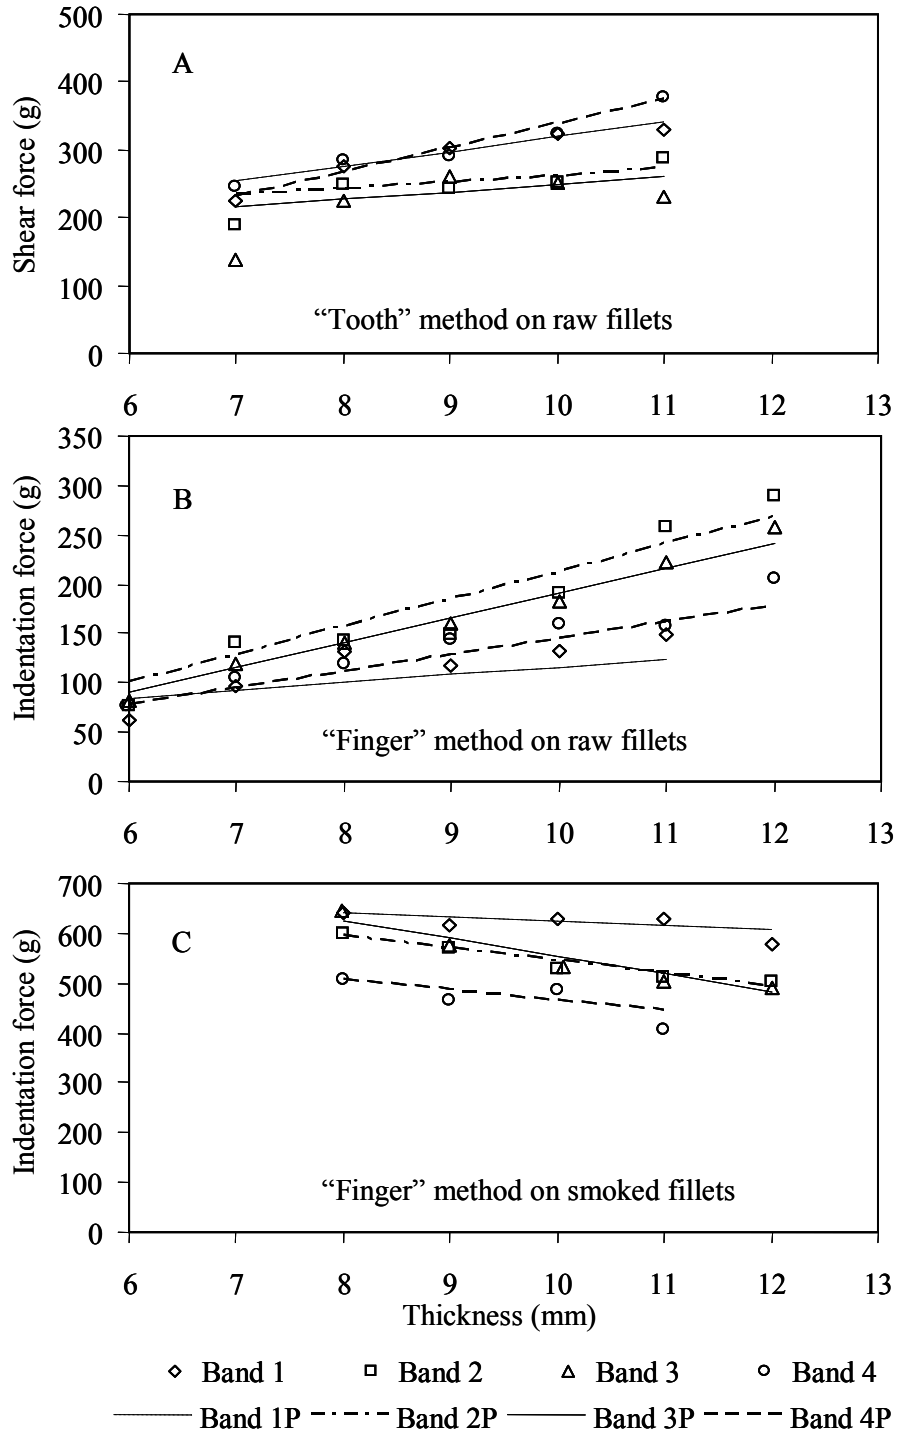 500
A
400
300
Shear force (g)
200
100
“Tooth” method on raw fillets
0
6 7 8 9 10 11 12 13
350
B
300
250
200
Indentation force (g)
150
100
50
“Finger” method on raw fillets
0
6 7 8 9 10 11 12 13
700
C
600
500
400
Indentation force (g)
300
200
100
“Finger” method on smoked fillets
0
6 7 8 9 10 11 12 13
Thickness (mm)
Band 1 Band 2 Band 3 Band 4
Band 1P Band 2P Band 3P Band 4P